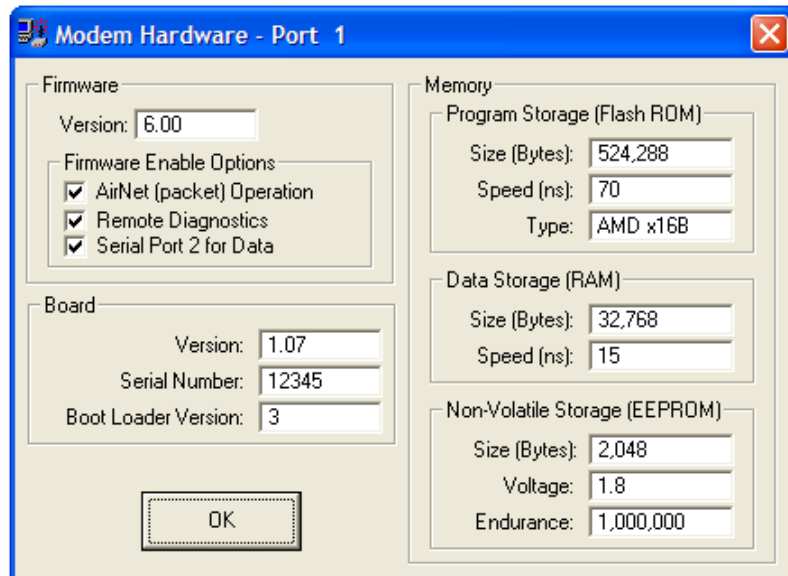 Modem Hardware - Port 1
Firmware
Version: 6.00
Firmware Enable Options
AirNet (packet) Operation
Remote Diagnostics
Serial Port 2 for Data
Board
Version: 1.07
Serial Number: 12345
Boot Loader Version: 3
OK
Memory
Program Storage (Flash ROM)
Size (Bytes): 524,288
Speed (ns): 70
Type: AMD x16B
Data Storage (RAM)
Size (Bytes): 32,768
Speed (ns): 15
Non-Volatile Storage (EEPROM)
Size (Bytes): 2,048
Voltage: 1.8
Endurance: 1,000,000